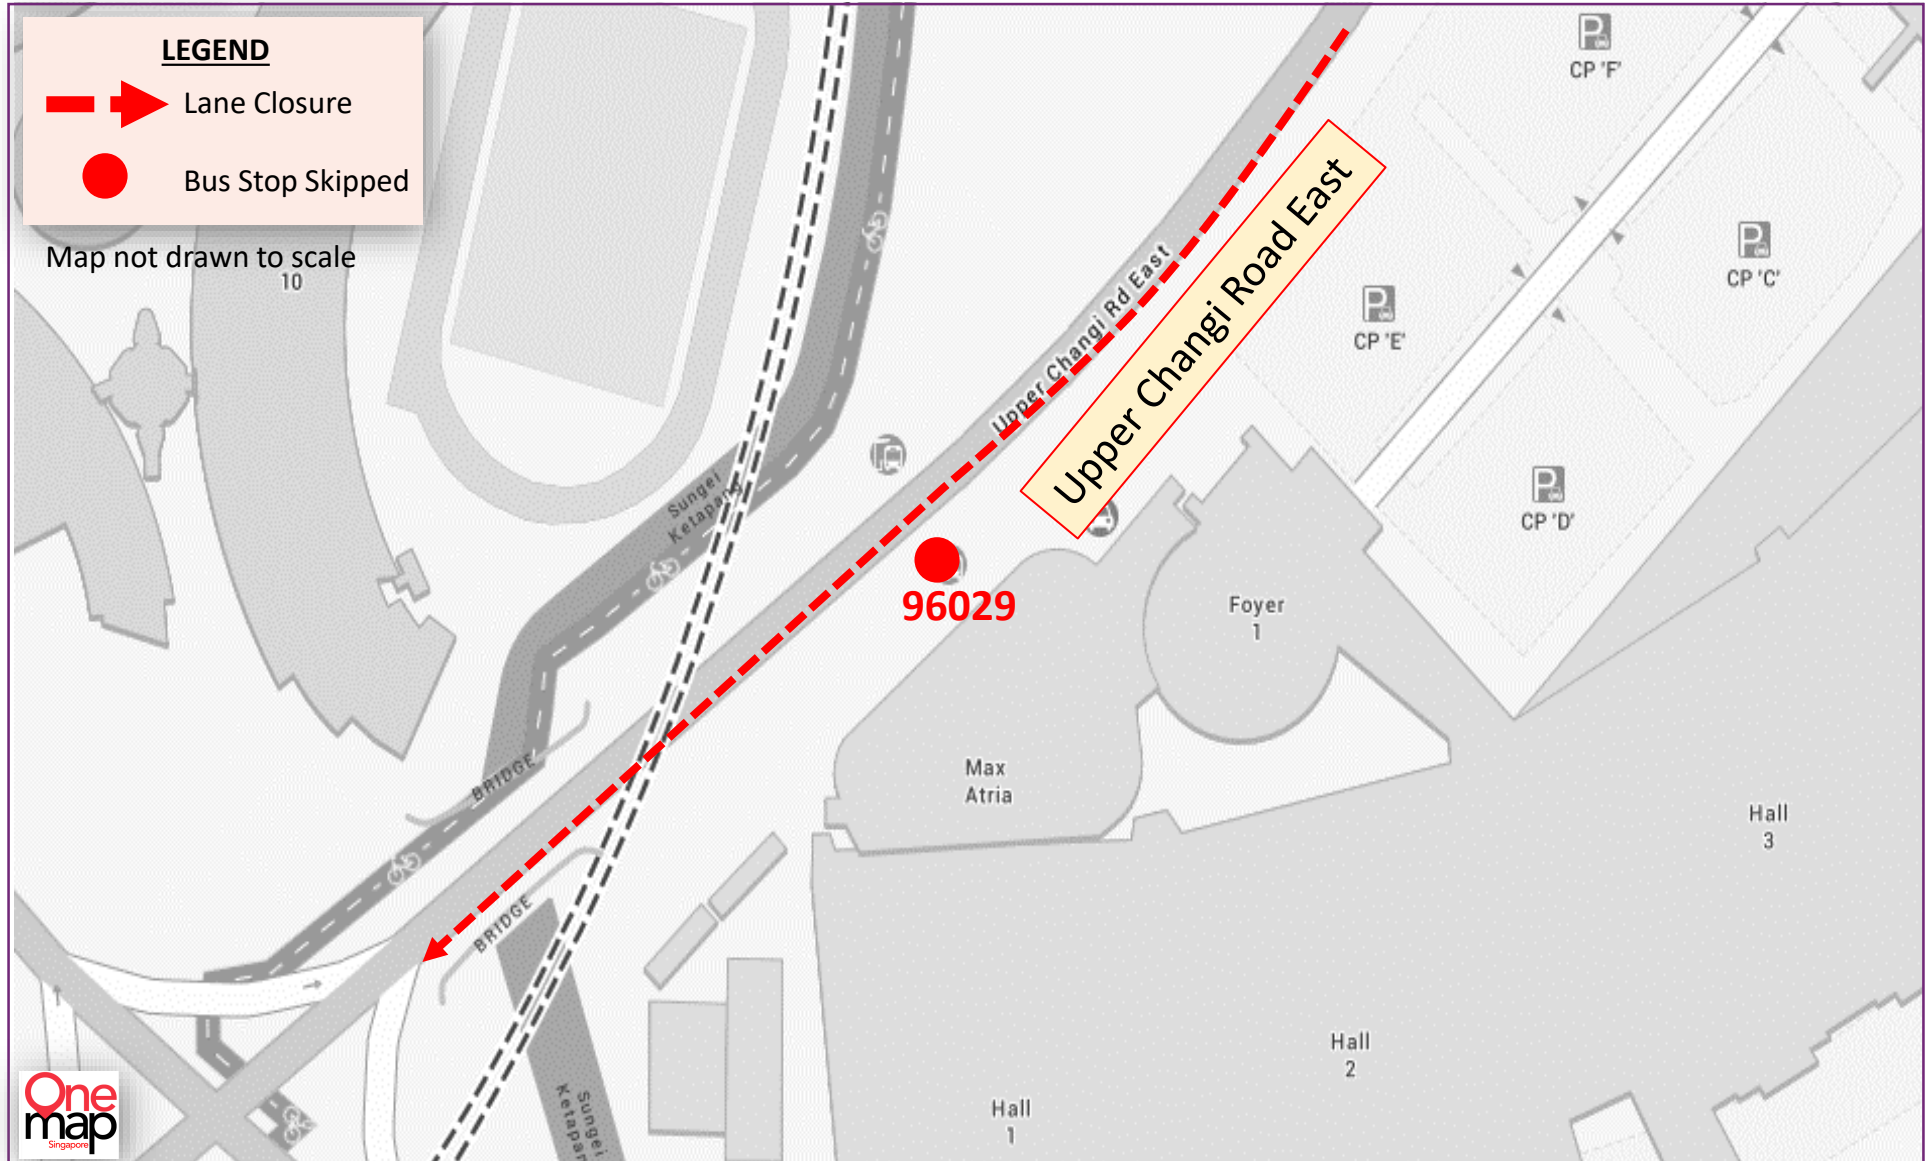 LEGEND
Lane Closure
Bus Stop Skipped
Map not drawn to scale
10
CP 'F'
CP 'C'
CP 'E'
CP 'D'
Upper Changi Rd East
Upper Changi Road East
Sungei
Ketapang
96029
Foyer
1
Max
Atria
BRIDGE
BRIDGE
Hall
3
Hall
2
Hall
1
Sungei
One
map
Singapore